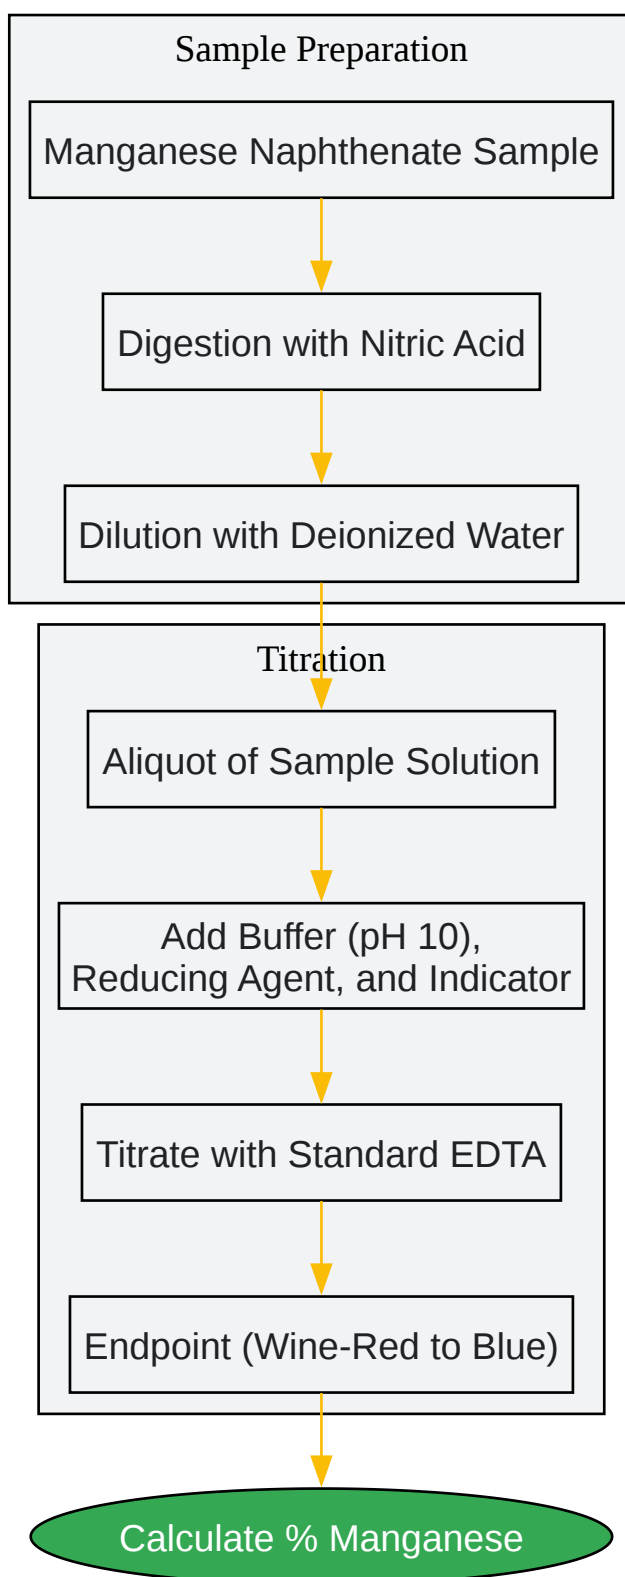 Sample Preparation
Manganese Naphthenate Sample
Digestion with Nitric Acid
Dilution with Deionized Water
Titration
Aliquot of Sample Solution
Add Buffer (pH 10),
Reducing Agent, and Indicator
Titrate with Standard EDTA
Endpoint (Wine-Red to Blue)
Calculate % Manganese